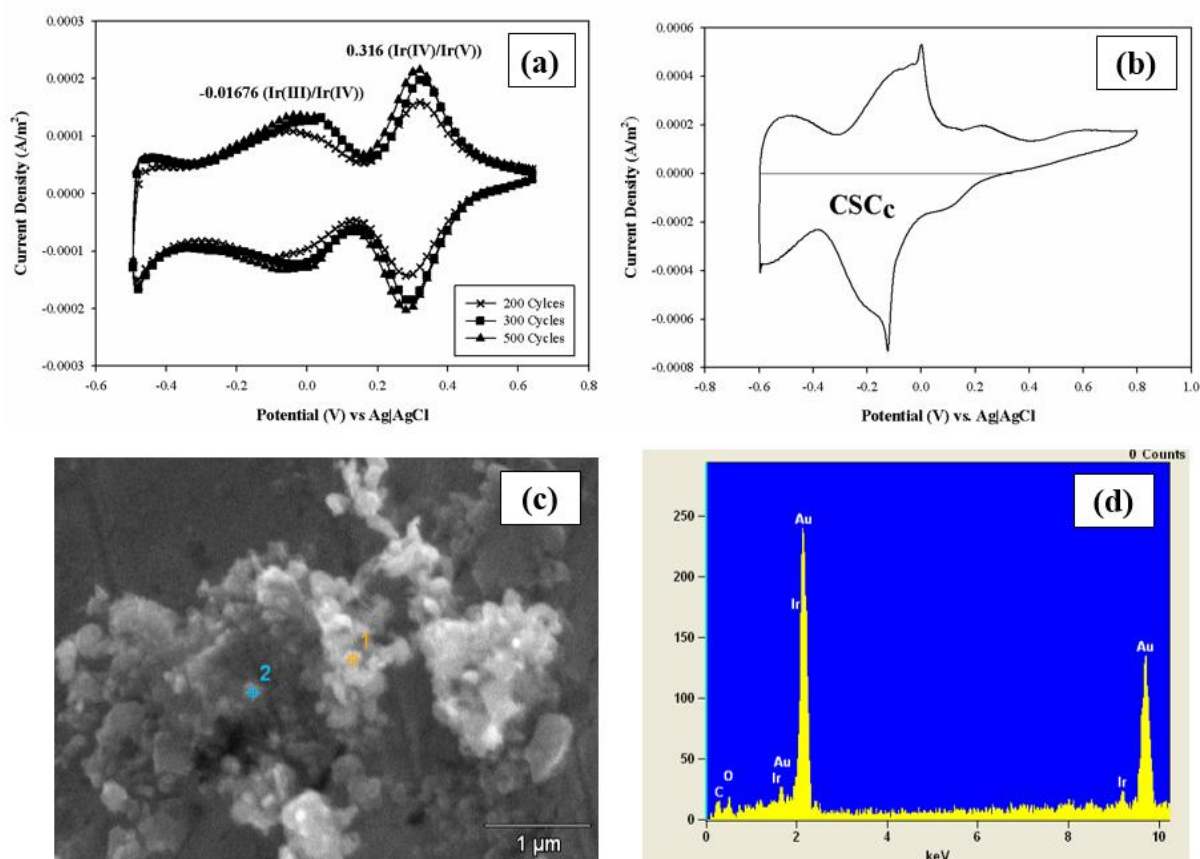 (a)
0.316 (Ir(IV)/Ir(V))
-0.01676 (Ir(III)/Ir(IV))
Current Density (A/m²)
0.0003
0.0002
0.0001
0.0000
-0.0001
-0.0002
-0.0003
200 Cylces
300 Cycles
500 Cycles
-0.6 -0.4 -0.2 0.0 0.2 0.4 0.6 0.8
Potential (V) vs Ag|AgCl
(b)
Current Density (A/m²)
0.0006
0.0004
0.0002
0.0000
-0.0002
-0.0004
-0.0006
-0.0008
CSCc
-0.8 -0.6 -0.4 -0.2 0.0 0.2 0.4 0.6 0.8 1.0
Potential (V) vs. Ag|AgCl
(c)
1
2
1 µm
0 Counts
(d)
250
200
150
100
50
0
Au
Ir
Au
Au
Ir
O
C
Ir
0 2 4 6 8 10
keV